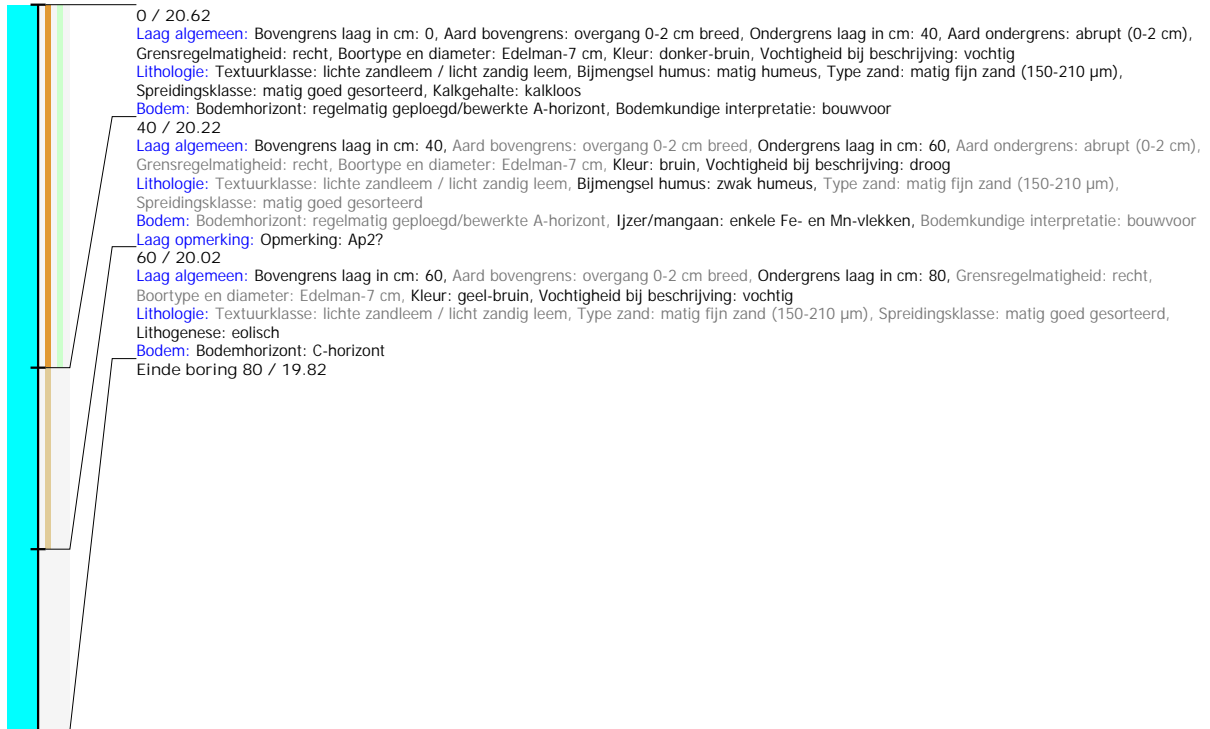 0 / 20.62
Laag algemeen: Bovengrens laag in cm: 0, Aard bovengrens: overgang 0-2 cm breed, Ondergrens laag in cm: 40, Aard ondergrens: abrupt (0-2 cm),
Grensregelmatigheid: recht, Boortype en diameter: Edelman-7 cm, Kleur: donker-bruin, Vochtigheid bij beschrijving: vochtig
Lithologie: Textuurklasse: lichte zandleem / licht zandig leem, Bijmengsel humus: matig humeus, Type zand: matig fijn zand (150-210 µm),
Spreidingsklasse: matig goed gesorteerd, Kalkgehalte: kalkloos
Bodem: Bodemhorizont: regelmatig geploegd/bewerkte A-horizont, Bodemkundige interpretatie: bouwvoor
40 / 20.22
Laag algemeen: Bovengrens laag in cm: 40, Aard bovengrens: overgang 0-2 cm breed, Ondergrens laag in cm: 60, Aard ondergrens: abrupt (0-2 cm),
Grensregelmatigheid: recht, Boortype en diameter: Edelman-7 cm, Kleur: bruin, Vochtigheid bij beschrijving: droog
Lithologie: Textuurklasse: lichte zandleem / licht zandig leem, Bijmengsel humus: zwak humeus, Type zand: matig fijn zand (150-210 µm),
Spreidingsklasse: matig goed gesorteerd
Bodem: Bodemhorizont: regelmatig geploegd/bewerkte A-horizont, Ijzer/mangaan: enkele Fe- en Mn-vlekken, Bodemkundige interpretatie: bouwvoor
Laag opmerking: Opmerking: Ap2?
60 / 20.02
Laag algemeen: Bovengrens laag in cm: 60, Aard bovengrens: overgang 0-2 cm breed, Ondergrens laag in cm: 80, Grensregelmatigheid: recht,
Boortype en diameter: Edelman-7 cm, Kleur: geel-bruin, Vochtigheid bij beschrijving: vochtig
Lithologie: Textuurklasse: lichte zandleem / licht zandig leem, Type zand: matig fijn zand (150-210 µm), Spreidingsklasse: matig goed gesorteerd,
Lithogenese: eolisch
Bodem: Bodemhorizont: C-horizont
Einde boring 80 / 19.82